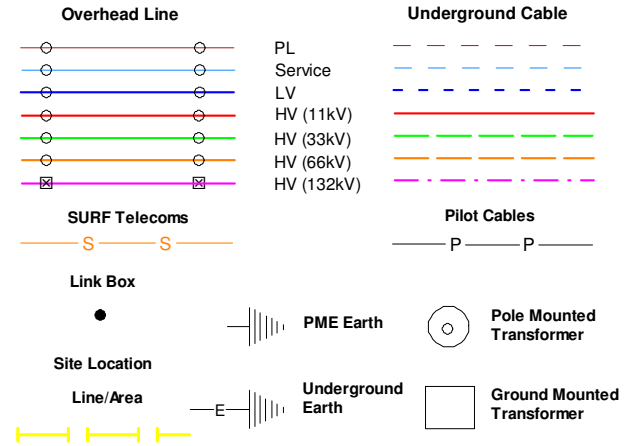 Overhead Line
Underground Cable
PL
Service
LV
HV (11kV)
HV (33kV)
HV (66kV)
HV (132kV)
SURF Telecoms
Pilot Cables
S S
P P
Link Box
PME Earth
Pole Mounted
Transformer
Site Location
Line/Area
E
Underground
Earth
Ground Mounted
Transformer